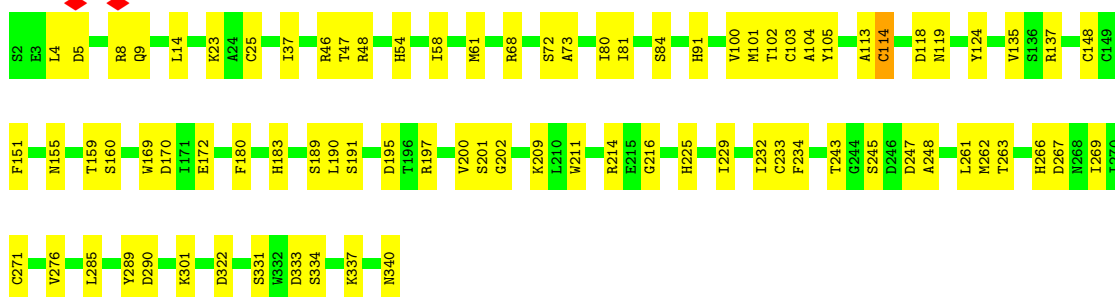 S2 E3 L4 D5 R8 Q9 L14 K23 A24 C25 I37 R46 T47 R48 H54 I58 M61 R68 S72 A73 I80 I81 S84 H91 V100 M101 T102 C103 A104 Y105 A113 C114 D118 N119 Y124 V135 S136 R137 C148 C149
F151 N155 T159 S160 W169 D170 I171 E172 F180 H183 S189 L190 S191 D195 T196 R197 V200 S201 G202 K209 L210 W211 R214 E215 G216 H225 I229 I232 C233 F234 T243 G244 S245 D246 D247 A248 L261 M262 T263 H266 D267 N268 I269
C271 V276 L285 Y289 D290 K301 D322 S331 W332 D333 S334 K337 N340